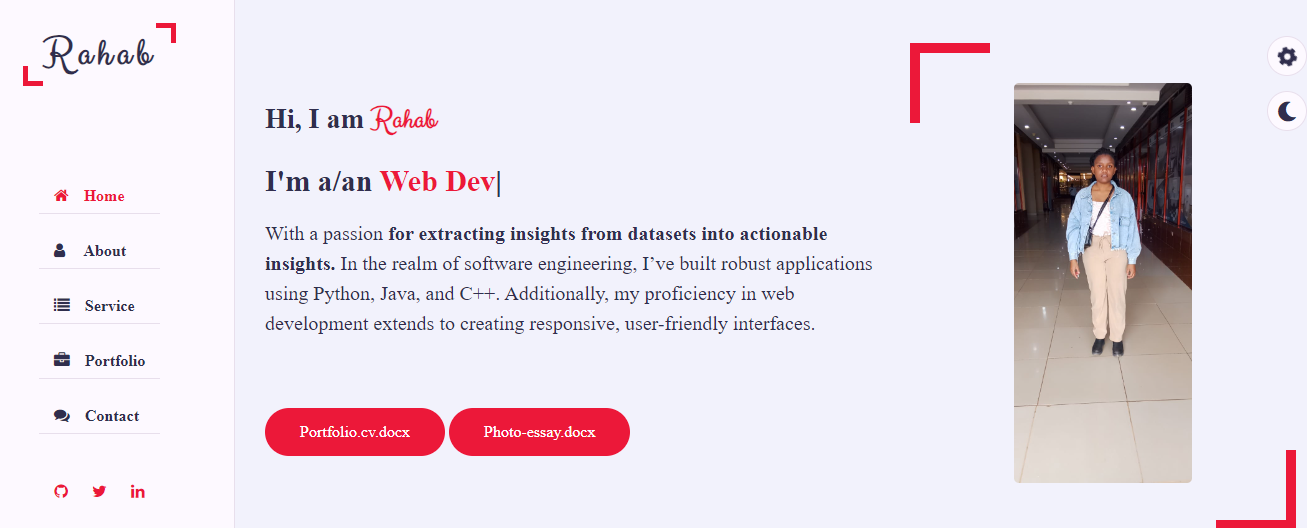 Rahab
Home
About
Service
Portfolio
Contact
Hi, I am Rahab
I'm a/an Web Dev|
With a passion for extracting insights from datasets into actionable
insights. In the realm of software engineering, I’ve built robust applications
using Python, Java, and C++. Additionally, my proficiency in web
development extends to creating responsive, user-friendly interfaces.
Portfolio.cv.docx
Photo-essay.docx